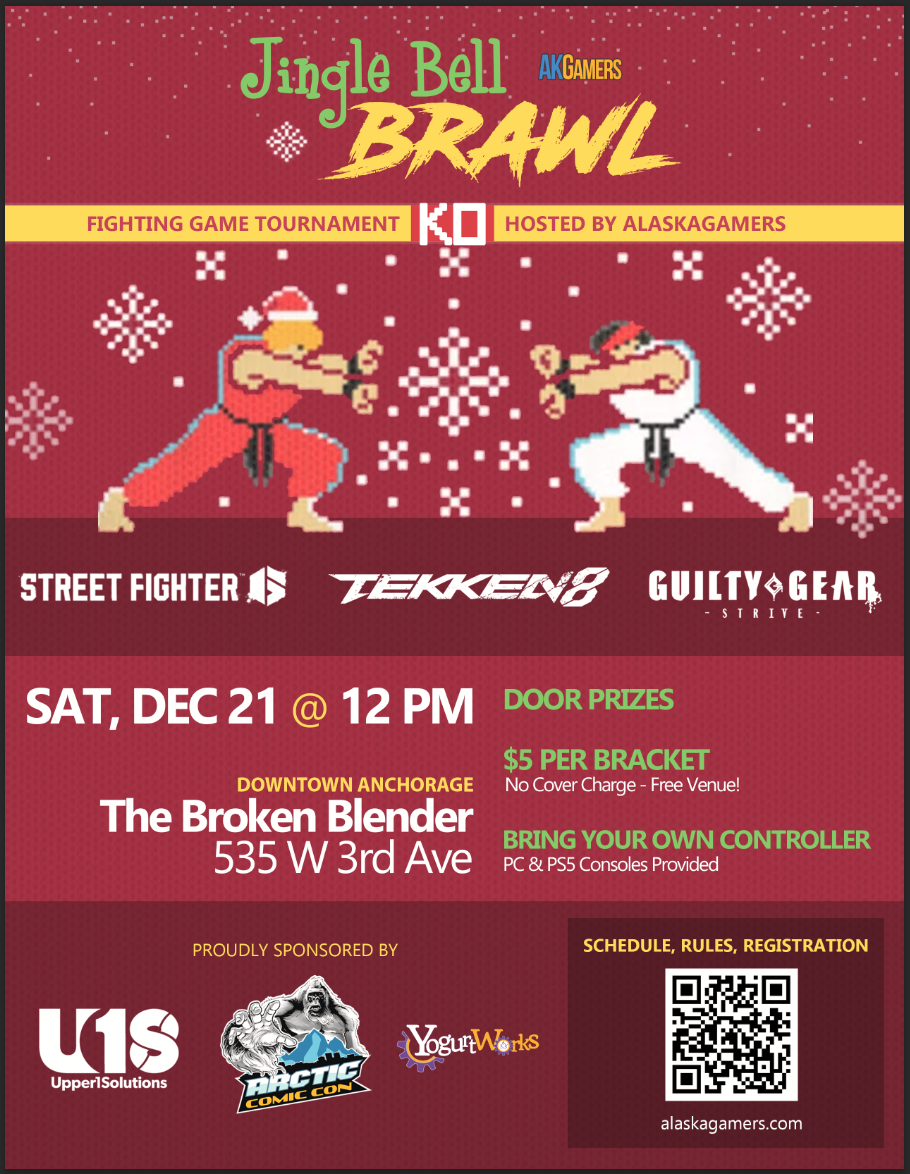 Jingle Bell
AKGAMERS
BRAWL
FIGHTING GAME TOURNAMENT
KO
HOSTED BY ALASKAGAMERS
STREET FIGHTER™ 6
TEKKEN8
GUILTY GEAR
- STRIVE -
SAT, DEC 21 @ 12 PM
DOWNTOWN ANCHORAGE
The Broken Blender
535 W 3rd Ave
DOOR PRIZES
$5 PER BRACKET
No Cover Charge - Free Venue!
BRING YOUR OWN CONTROLLER
PC & PS5 Consoles Provided
PROUDLY SPONSORED BY
U1S
Upper1Solutions
ARCTIC
COMIC CON
YogurtWorks
SCHEDULE, RULES, REGISTRATION
alaskagamers.com